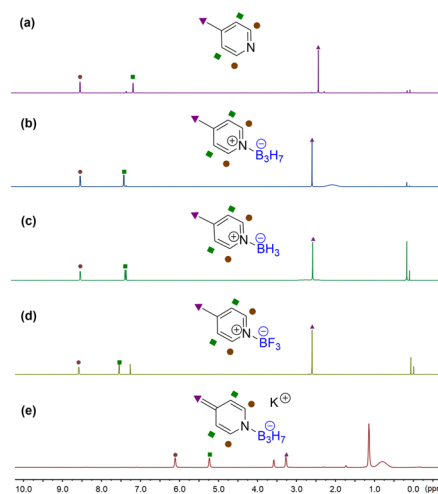 (a)
N
(b)
⊕ ⊖
N
B₃H₇
(c)
⊕ ⊖
N
BH₃
(d)
⊕ ⊖
N
BF₃
(e)
K⊕
⊖
N
B₃H₇
10.0 9.0 8.0 7.0 6.0 5.0 4.0 3.0 2.0 1.0 0.0 (ppm